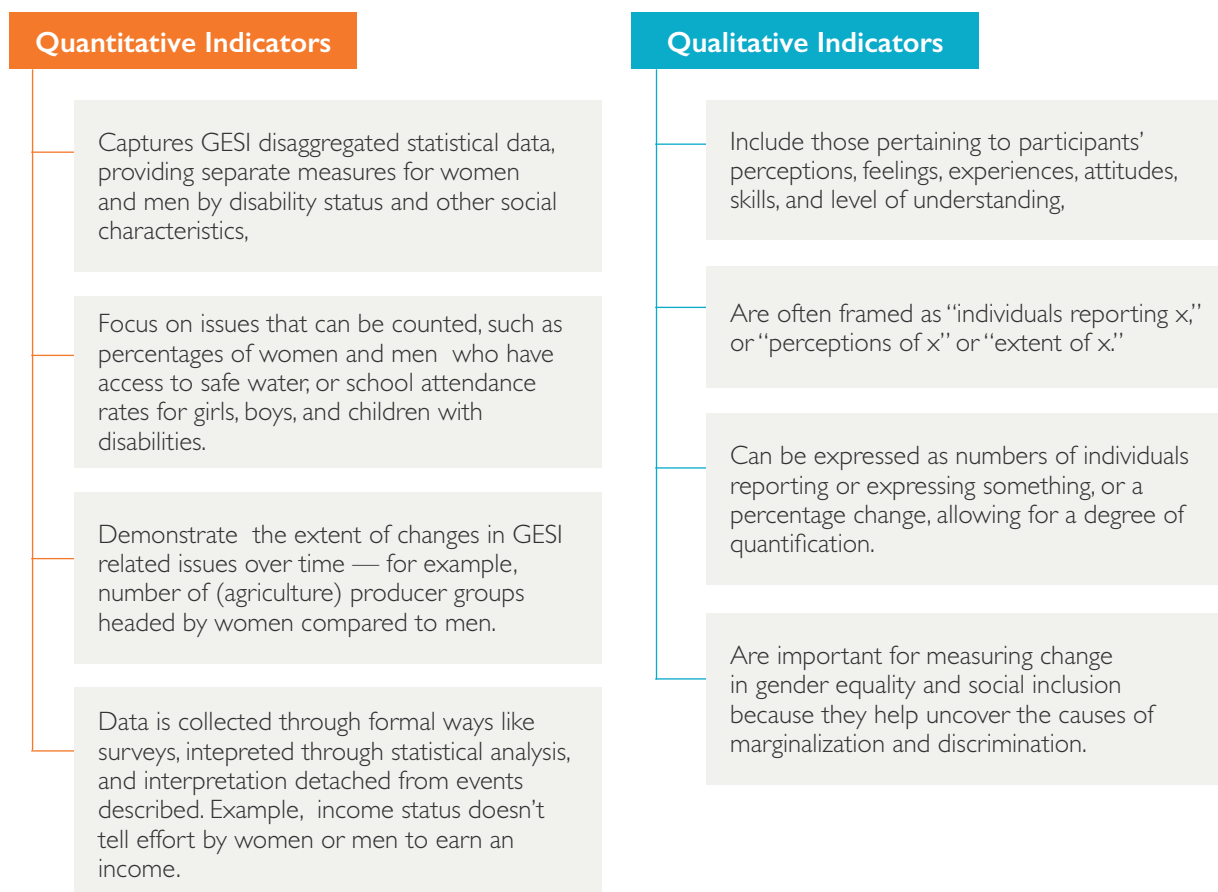 Quantitative Indicators
Captures GESI disaggregated statistical data,
providing separate measures for women
and men by disability status and other social
characteristics,
Focus on issues that can be counted, such as
percentages of women and men who have
access to safe water, or school attendance
rates for girls, boys, and children with
disabilities.
Demonstrate the extent of changes in GESI
related issues over time — for example,
number of (agriculture) producer groups
headed by women compared to men.
Data is collected through formal ways like
surveys, intepreted through statistical analysis,
and interpretation detached from events
described. Example, income status doesn’t
tell effort by women or men to earn an
income.
Qualitative Indicators
Include those pertaining to participants’
perceptions, feelings, experiences, attitudes,
skills, and level of understanding,
Are often framed as “individuals reporting x,”
or “perceptions of x” or “extent of x.”
Can be expressed as numbers of individuals
reporting or expressing something, or a
percentage change, allowing for a degree of
quantification.
Are important for measuring change
in gender equality and social inclusion
because they help uncover the causes of
marginalization and discrimination.